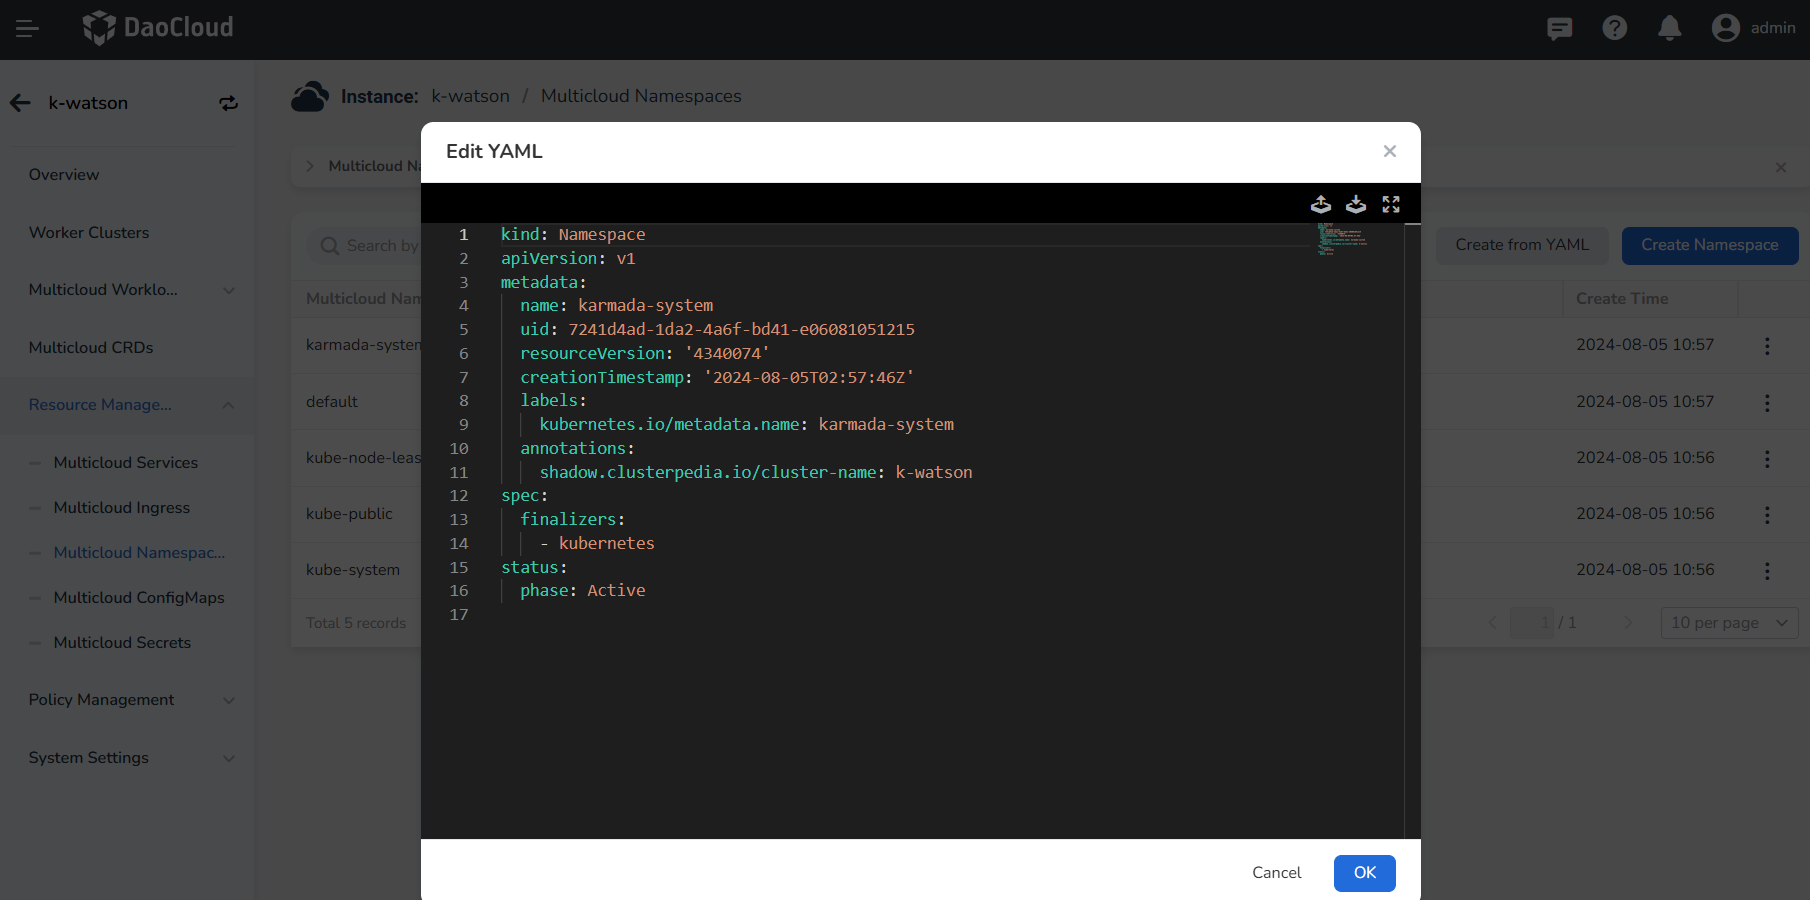 DaoCloud
admin
k-watson
Instance: k-watson / Multicloud Namespaces
Overview
Worker Clusters
Multicloud Worklo...
Multicloud CRDs
Resource Manage...
Multicloud Services
Multicloud Ingress
Multicloud Namespac...
Multicloud ConfigMaps
Multicloud Secrets
Policy Management
System Settings
Multicloud
Search by
Create from YAML
Create Namespace
Multicloud
Create Time
karmada-system
2024-08-05 10:57
default
2024-08-05 10:57
2024-08-05 10:56
kube-public
2024-08-05 10:56
kube-system
2024-08-05 10:56
Total 5 records
1 / 1
10 per page
Edit YAML
1 kind: Namespace
2 apiVersion: v1
3 metadata:
4 name: karmada-system
5 uid: 7241d4ad-1da2-4a6f-bd41-e06081051215
6 resourceVersion: '4340074'
7 creationTimestamp: '2024-08-05T02:57:46Z'
8 labels:
9 kubernetes.io/metadata.name: karmada-system
10 annotations:
11 shadow.clusterpedia.io/cluster-name: k-watson
12 spec:
13 finalizers:
14 - kubernetes
15 status:
16 phase: Active
17
Cancel
OK